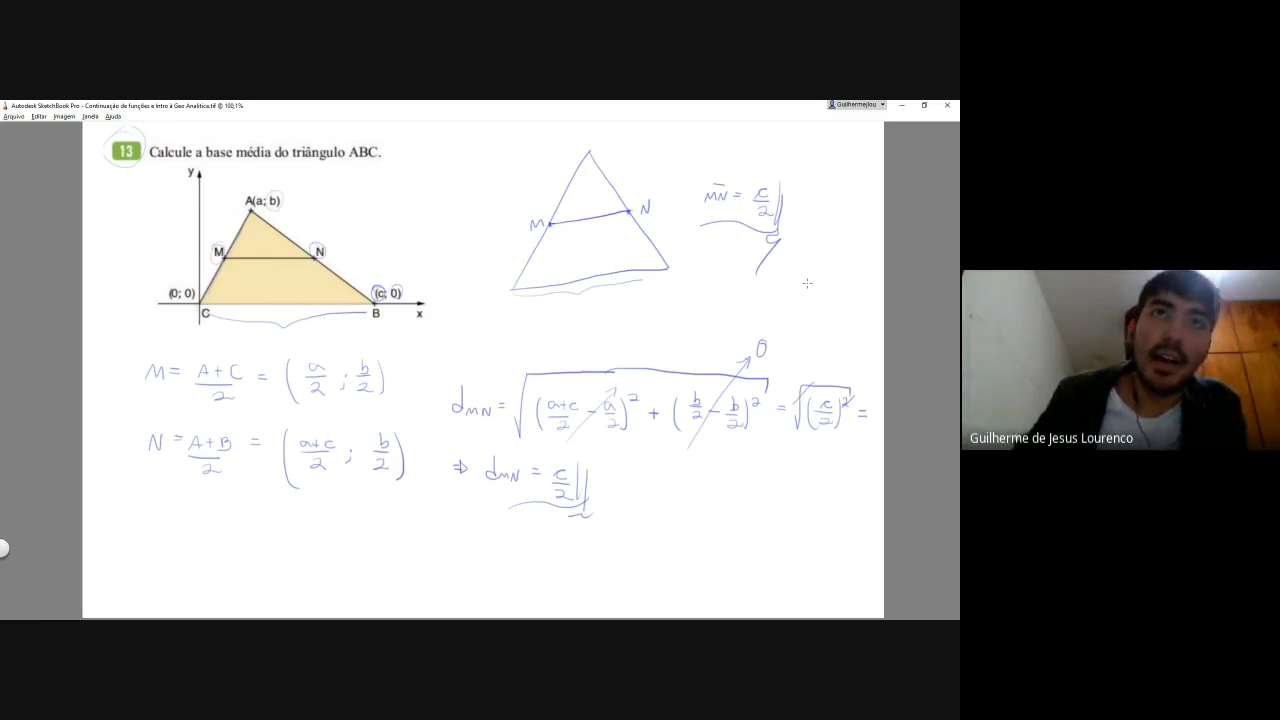 Autodesk SketchBook Pro - Continuação de funções e Intro à Geo Analitica.tif @ 100,1%
Guilhermejlou
Arquivo Editar Imagem Janela Ajuda
13 Calcule a base média do triângulo ABC.
y
A(a; b)
M N
(0; 0) (c; 0)
C B x
M N
MN = c/2
M = A+C/2 = (a/2 ; b/2)
N = A+B/2 = (a+c/2 ; b/2)
0
dMN = √(a+c/2 - a/2)² + (b/2 - b/2)² = √(c/2)² =
⇒ dMN = c/2
Guilherme de Jesus Lourenco